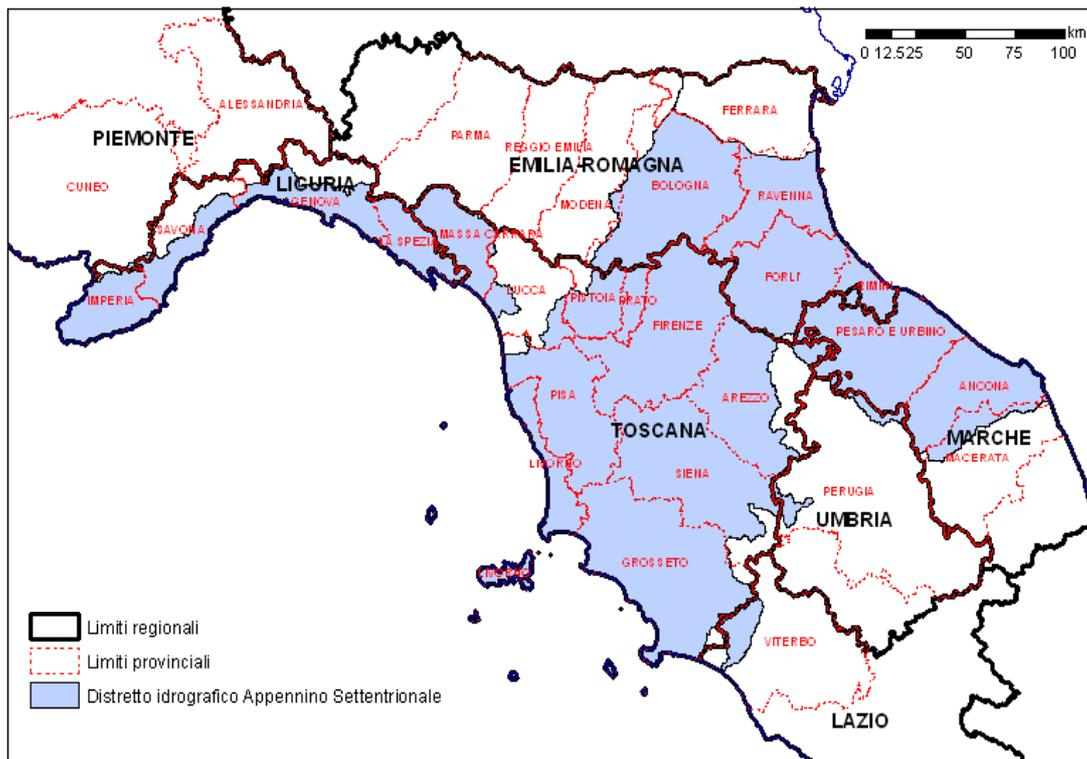 km
0 12.525 50 75 100
ALESSANDRIA
FERRARA
PIEMONTE
PARMA
REGGIO EMILIA
EMILIA-ROMAGNA
CUNEO
LIGURIA
BOLOGNA
RAVENNA
GENOVA
MODENA
SAVONA
MASSA CARRARA
LA SPEZIA
FORLI'
IMPERIA
LUCCA
PISTOIA
PRATO
RIMINI
FIRENZE
PESARO E URBINO
ANCONA
PISA
AREZZO
TOSCANA
MARCHE
MACERATA
LIVORNO
SIENA
PERUGIA
UMBRIA
GROSSETO
LIVORNO
Limiti regionali
VITERBO
Limiti provinciali
Distretto idrografico Appennino Settentrionale
LAZIO